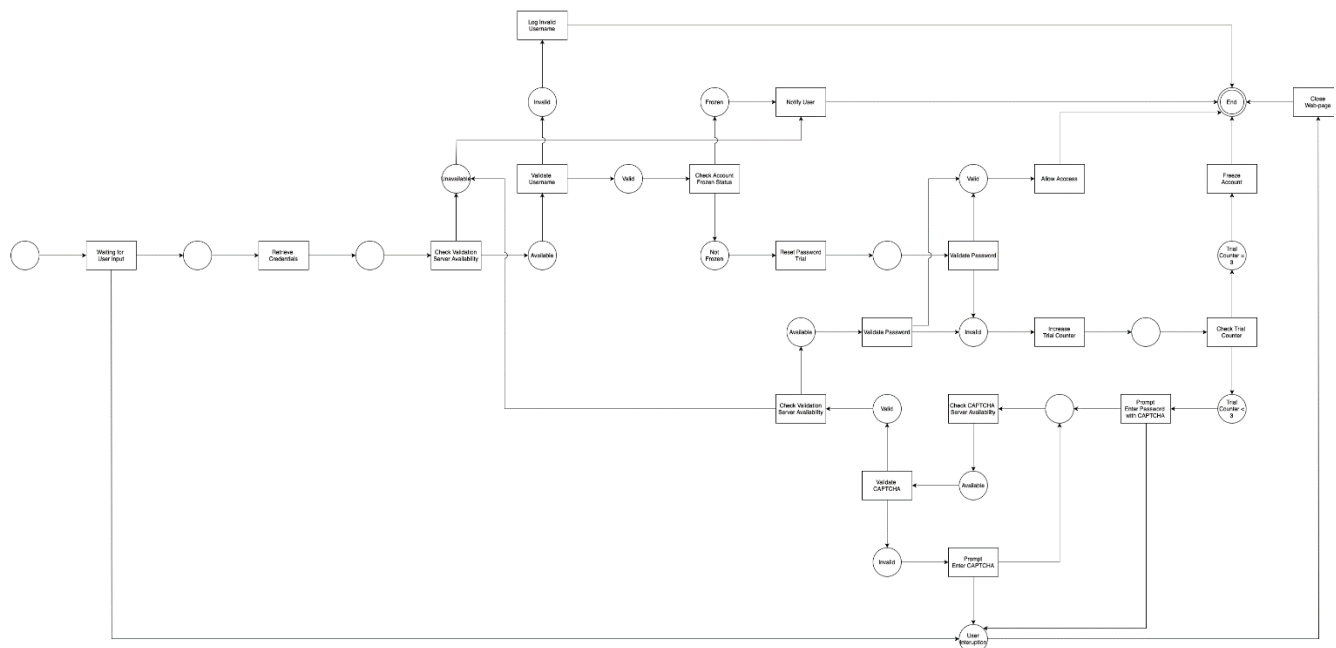 Log Invalid
Username
Invalid
Frozen
Notify User
End
Close
Web-page
Unavailable
Validate
Username
Valid
Check Account
Frozen Status
Valid
Allow Access
Freeze
Account
Waiting for
User Input
Retrieve
Credentials
Check Validation
Server Availability
Available
Not
Frozen
Reset Password
Trial
Validate Password
Trial
Counter =
3
Available
Validate Password
Invalid
Increase
Trial Counter
Check Trial
Counter
Check Validation
Server Availability
Valid
Check CAPTCHA
Server Availability
Prompt
Enter Password
with CAPTCHA
Trial
Counter <
3
Validate
CAPTCHA
Available
Invalid
Prompt
Enter CAPTCHA
User
Interuption